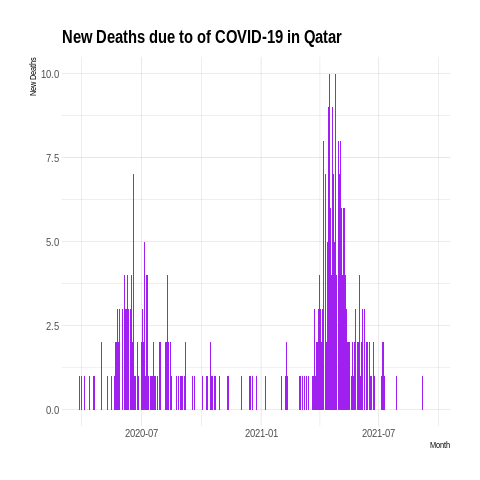 New Deaths due to of COVID-19 in Qatar
New Deaths
10.0
7.5
5.0
2.5
0.0
2020-07
2021-01
2021-07
Month